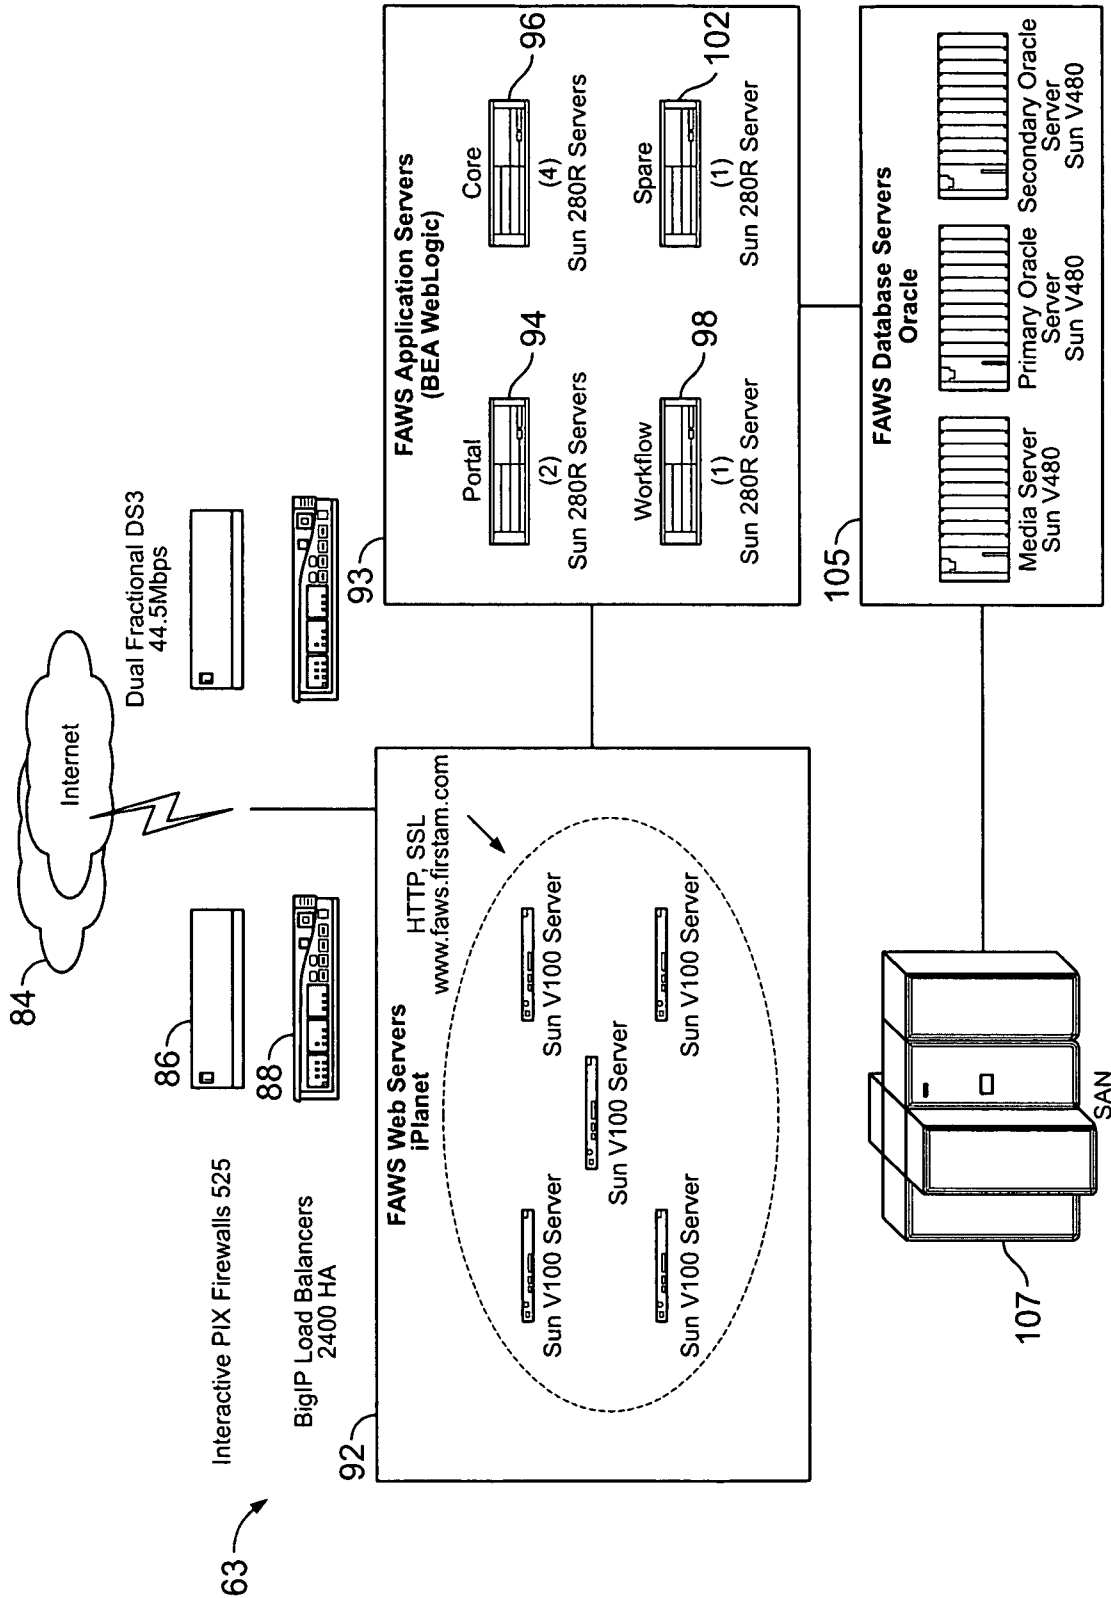 63
84
Internet
Interactive PIX Firewalls 525
86
Dual Fractional DS3
44.5Mbps
BigIP Load Balancers
2400 HA
88
92
FAWS Web Servers
iPlanet
HTTP, SSL
www.faws.firstam.com
Sun V100 Server
Sun V100 Server
Sun V100 Server
Sun V100 Server
Sun V100 Server
93
FAWS Application Servers
(BEA WebLogic)
Portal
94
(2)
Sun 280R Servers
Core
96
(4)
Sun 280R Servers
Workflow
98
(1)
Sun 280R Server
Spare
102
(1)
Sun 280R Server
105
FAWS Database Servers
Oracle
Media Server
Sun V480
Primary Oracle
Server
Sun V480
Secondary Oracle
Server
Sun V480
107
SAN